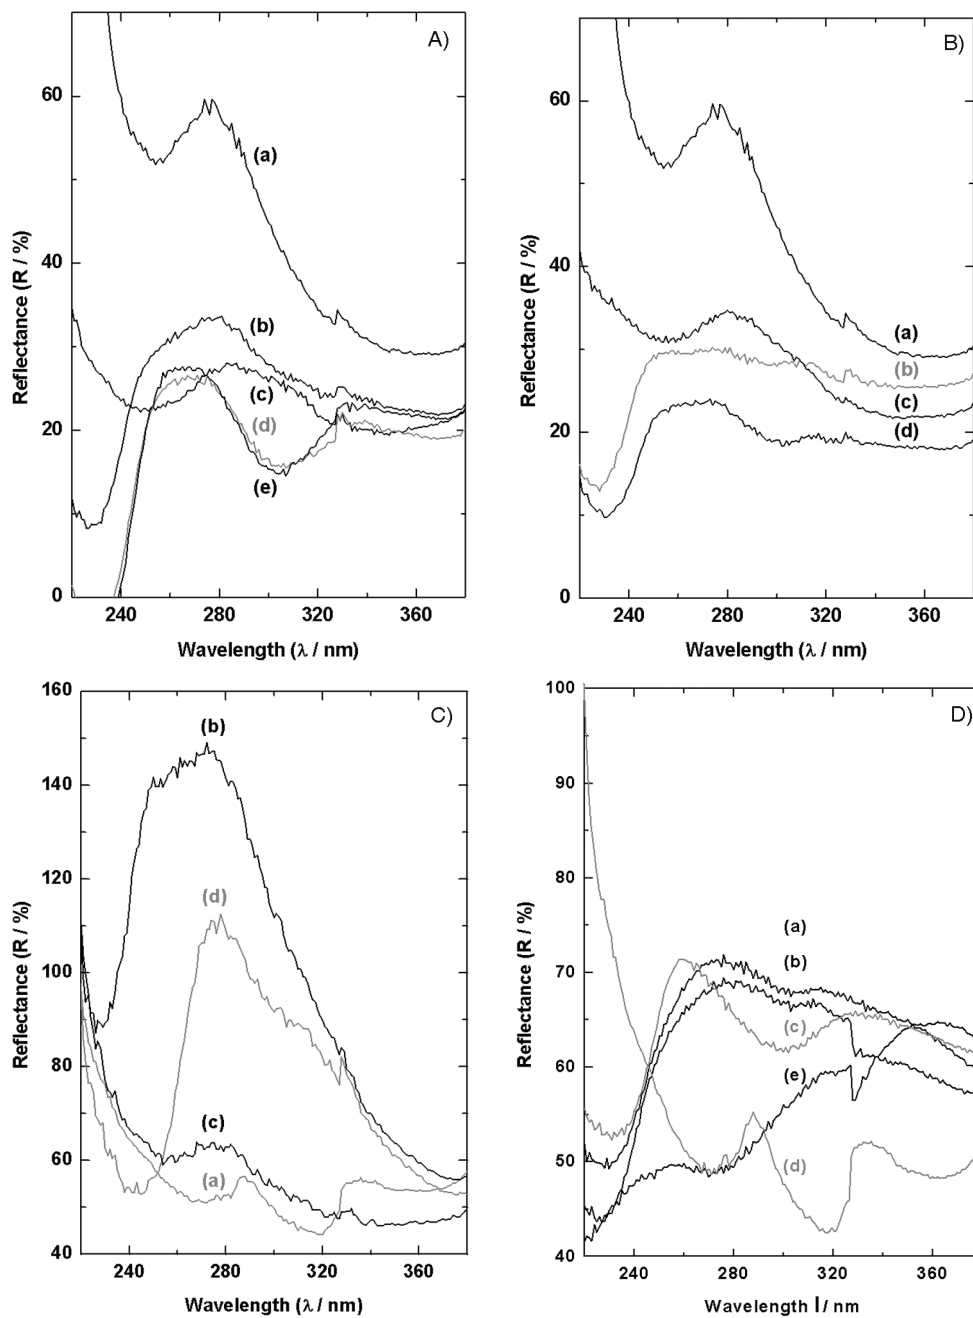 A)
60
40
20
0
240
280
320
360
Reflectance (R / %)
Wavelength (λ / nm)
(a)
(b)
(c)
(d)
(e)
B)
60
40
20
0
240
280
320
360
Reflectance (R / %)
Wavelength (λ / nm)
(a)
(b)
(c)
(d)
C)
160
140
120
100
80
60
40
240
280
320
360
Reflectance (R / %)
Wavelength (λ / nm)
(b)
(d)
(c)
(a)
D)
100
90
80
70
60
50
40
240
280
320
360
Reflectance (R / %)
Wavelength l / nm
(a)
(b)
(c)
(e)
(d)